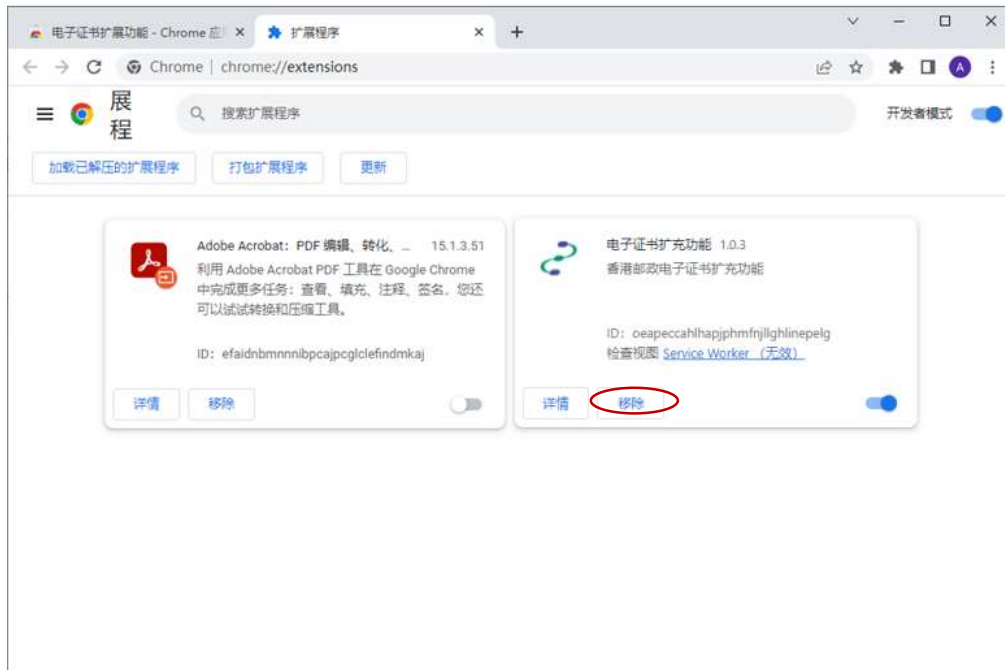 电子证书扩展功能 - Chrome 应
扩展程序
Chrome | chrome://extensions
A
展
程
搜索扩展程序
开发者模式
加载已解压的扩展程序
打包扩展程序
更新
Adobe Acrobat：PDF 编辑、转化、... 15.1.3.51
利用 Adobe Acrobat PDF 工具在 Google Chrome
中完成更多任务：查看、填充、注释、签名。您还
可以试试转换和压缩工具。
ID：efaidnbmnnnibpcajpcglclefindmkaj
详情
移除
电子证书扩充功能 1.0.3
香港邮政电子证书扩充功能
ID：oeapeccahlhapjphmfnjllghlinepelg
检查视图 Service Worker （无效）
详情
移除